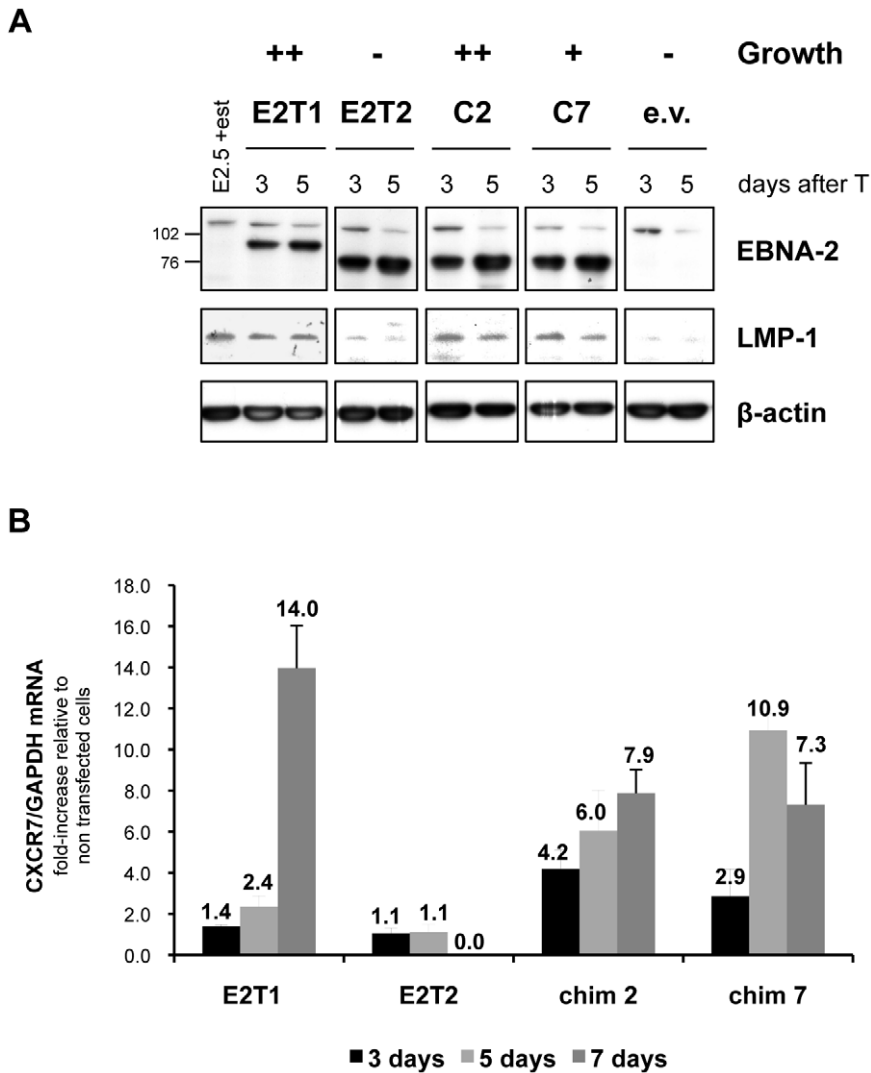 A
++ - ++ + - Growth
E2.5 +est E2T1 E2T2 C2 C7 e.v.
3 5 3 5 3 5 3 5 3 5 days after T
102
76
EBNA-2
LMP-1
β-actin
B
CXCR7/GAPDH mRNA
fold-increase relative to
non transfected cells
18.0
16.0
14.0
12.0
10.0
8.0
6.0
4.0
2.0
0.0
1.4 2.4 14.0
1.1 1.1 0.0
4.2 6.0 7.9
2.9 10.9 7.3
E2T1 E2T2 chim 2 chim 7
3 days 5 days 7 days